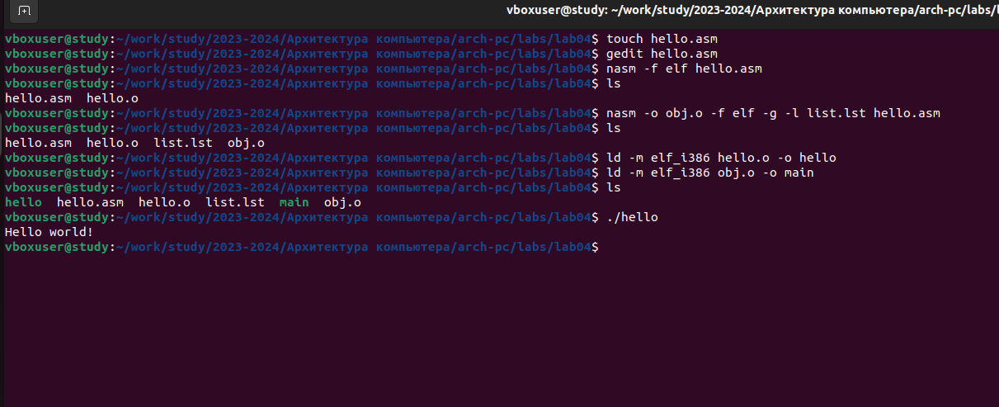 vboxuser@study: ~/work/study/2023-2024/Архитектура компьютера/arch-pc/labs/l
vboxuser@study:~/work/study/2023-2024/Архитектура компьютера/arch-pc/labs/lab04$ touch hello.asm
vboxuser@study:~/work/study/2023-2024/Архитектура компьютера/arch-pc/labs/lab04$ gedit hello.asm
vboxuser@study:~/work/study/2023-2024/Архитектура компьютера/arch-pc/labs/lab04$ nasm -f elf hello.asm
vboxuser@study:~/work/study/2023-2024/Архитектура компьютера/arch-pc/labs/lab04$ ls
hello.asm  hello.o
vboxuser@study:~/work/study/2023-2024/Архитектура компьютера/arch-pc/labs/lab04$ nasm -o obj.o -f elf -g -l list.lst hello.asm
vboxuser@study:~/work/study/2023-2024/Архитектура компьютера/arch-pc/labs/lab04$ ls
hello.asm  hello.o  list.lst  obj.o
vboxuser@study:~/work/study/2023-2024/Архитектура компьютера/arch-pc/labs/lab04$ ld -m elf_i386 hello.o -o hello
vboxuser@study:~/work/study/2023-2024/Архитектура компьютера/arch-pc/labs/lab04$ ld -m elf_i386 obj.o -o main
vboxuser@study:~/work/study/2023-2024/Архитектура компьютера/arch-pc/labs/lab04$ ls
hello  hello.asm  hello.o  list.lst  main  obj.o
vboxuser@study:~/work/study/2023-2024/Архитектура компьютера/arch-pc/labs/lab04$ ./hello
Hello world!
vboxuser@study:~/work/study/2023-2024/Архитектура компьютера/arch-pc/labs/lab04$